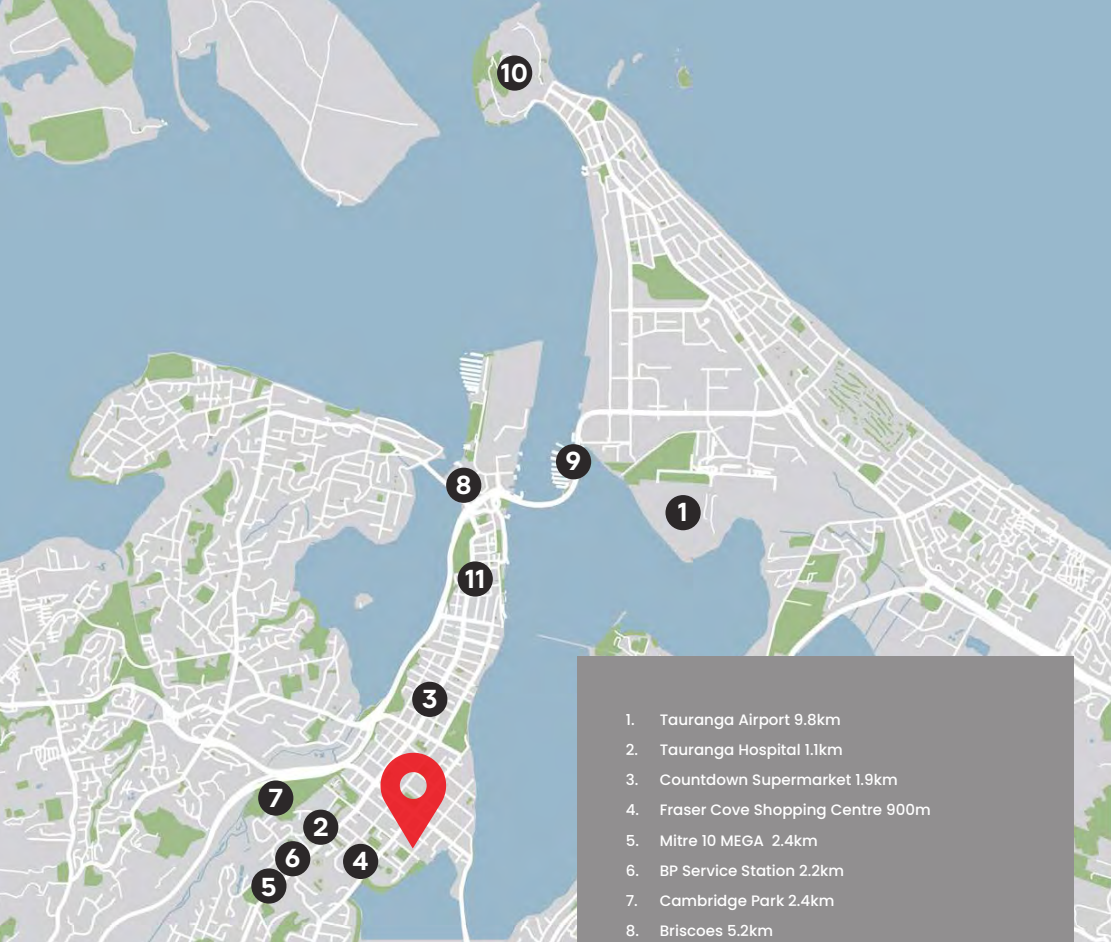 10
9
8
1
11
3
7
2
6
4
5
1. Tauranga Airport 9.8km
2. Tauranga Hospital 1.1km
3. Countdown Supermarket 1.9km
4. Fraser Cove Shopping Centre 900m
5. Mitre 10 MEGA 2.4km
6. BP Service Station 2.2km
7. Cambridge Park 2.4km
8. Briscoes 5.2km